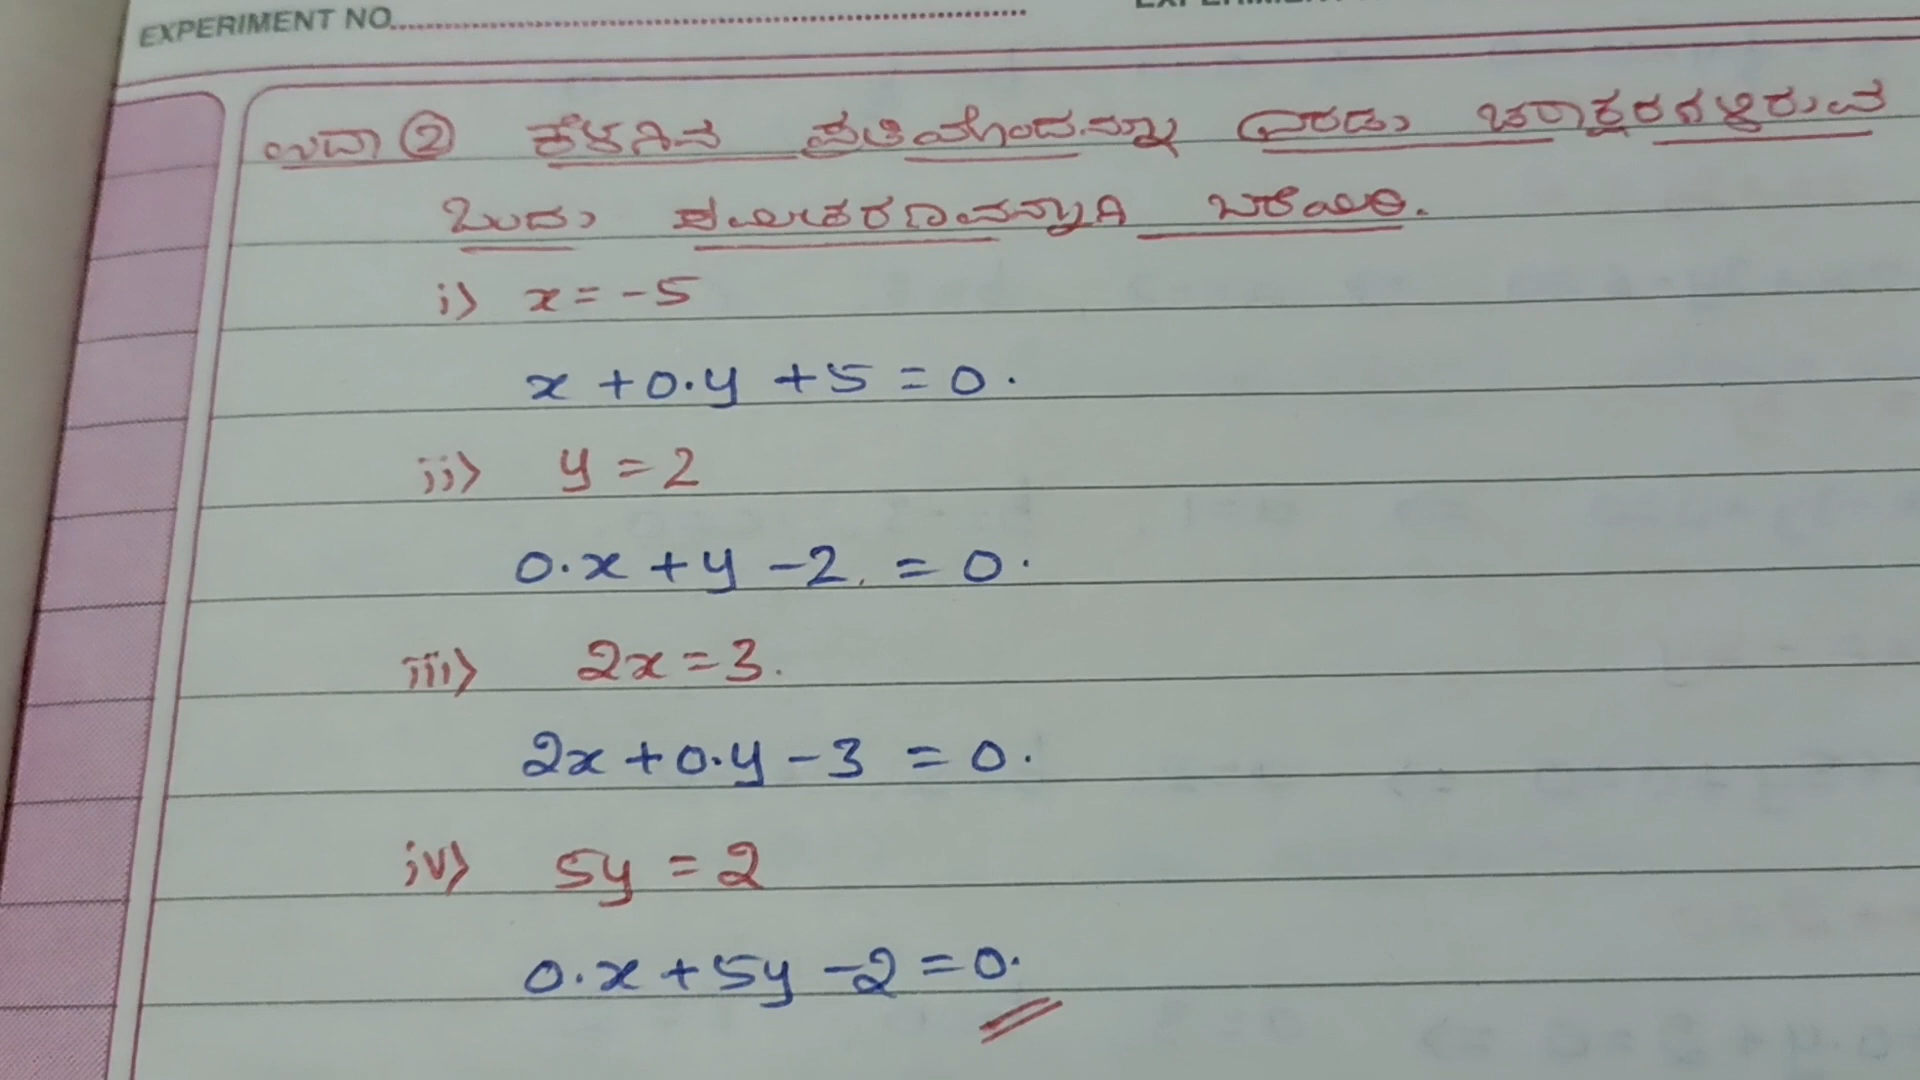 EXPERIMENT NO.
ಉದಾ ② ಕೆಳಗಿನ ಪ್ರತಿಯೊಂದನ್ನು ಎರಡು ಚರಾಕ್ಷರಗಳಿರುವ
ಒಂದು ಸಮೀಕರಣವನ್ನಾಗಿ ಬರೆಯಿರಿ.
i) x = -5
x + 0.y + 5 = 0.
ii) y = 2
0.x + y - 2 = 0.
iii) 2x = 3.
2x + 0.y - 3 = 0.
iv) 5y = 2
0.x + 5y - 2 = 0.